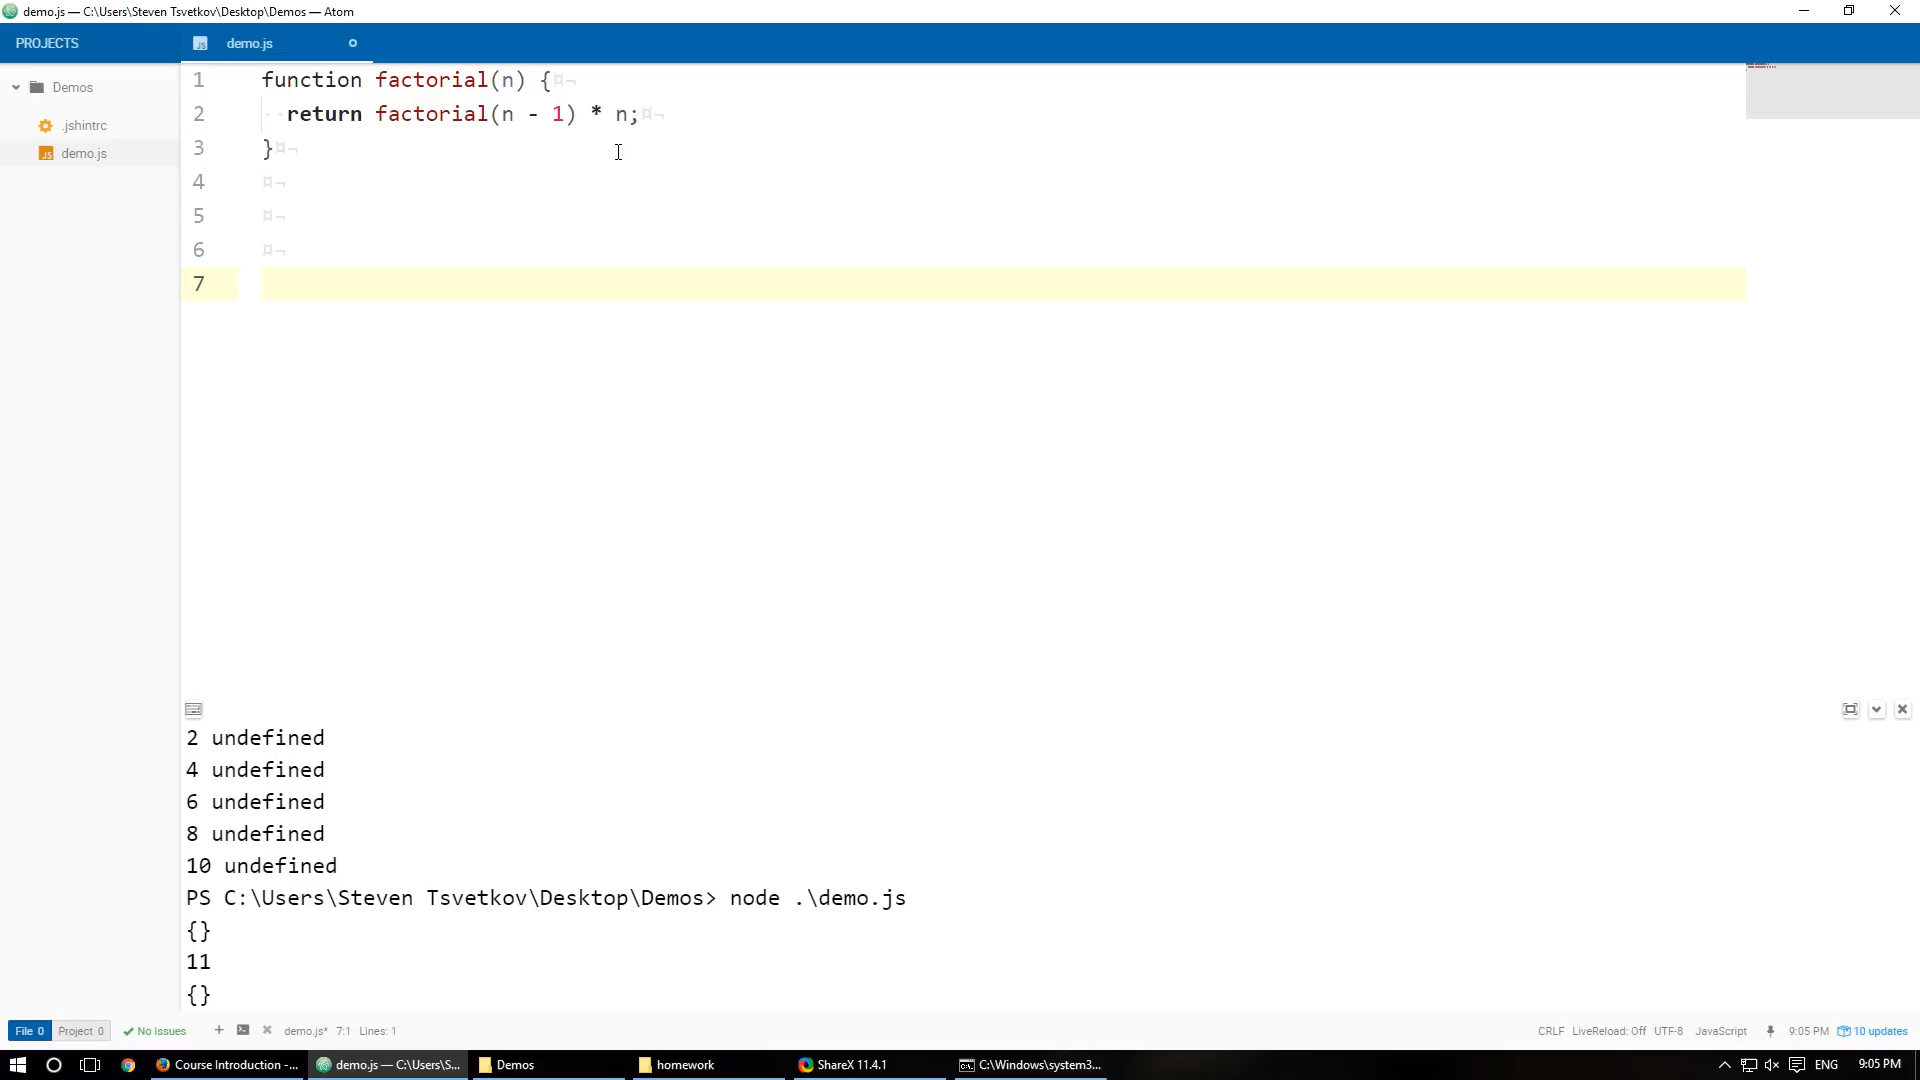 demo.js — C:\Users\Steven Tsvetkov\Desktop\Demos — Atom
PROJECTS
demo.js
Demos
.jshintrc
demo.js
1 function factorial(n) {¤¬
2 ··return factorial(n - 1) * n;¤¬
3 }¤¬
4 ¤¬
5 ¤¬
6 ¤¬
7
2 undefined
4 undefined
6 undefined
8 undefined
10 undefined
PS C:\Users\Steven Tsvetkov\Desktop\Demos> node .\demo.js
{}
11
{}
File 0 Project 0 No Issues demo.js* 7:1 Lines: 1 CRLF LiveReload: Off UTF-8 JavaScript 9:05 PM 10 updates
Course Introduction -... demo.js — C:\Users\S... Demos homework ShareX 11.4.1 C:\Windows\system3... ENG 9:05 PM